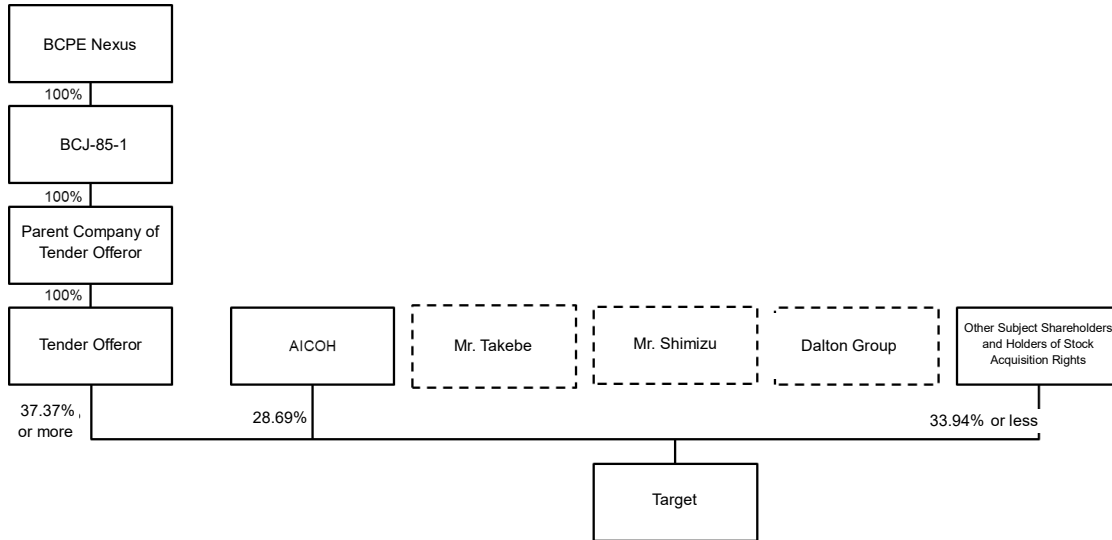 BCPE Nexus
100%
BCJ-85-1
100%
Parent Company of
Tender Offeror
100%
Tender Offeror
AICOH
Mr. Takebe
Mr. Shimizu
Dalton Group
Other Subject Shareholders
and Holders of Stock
Acquisition Rights
37.37%
or more
28.69%
33.94% or less
Target